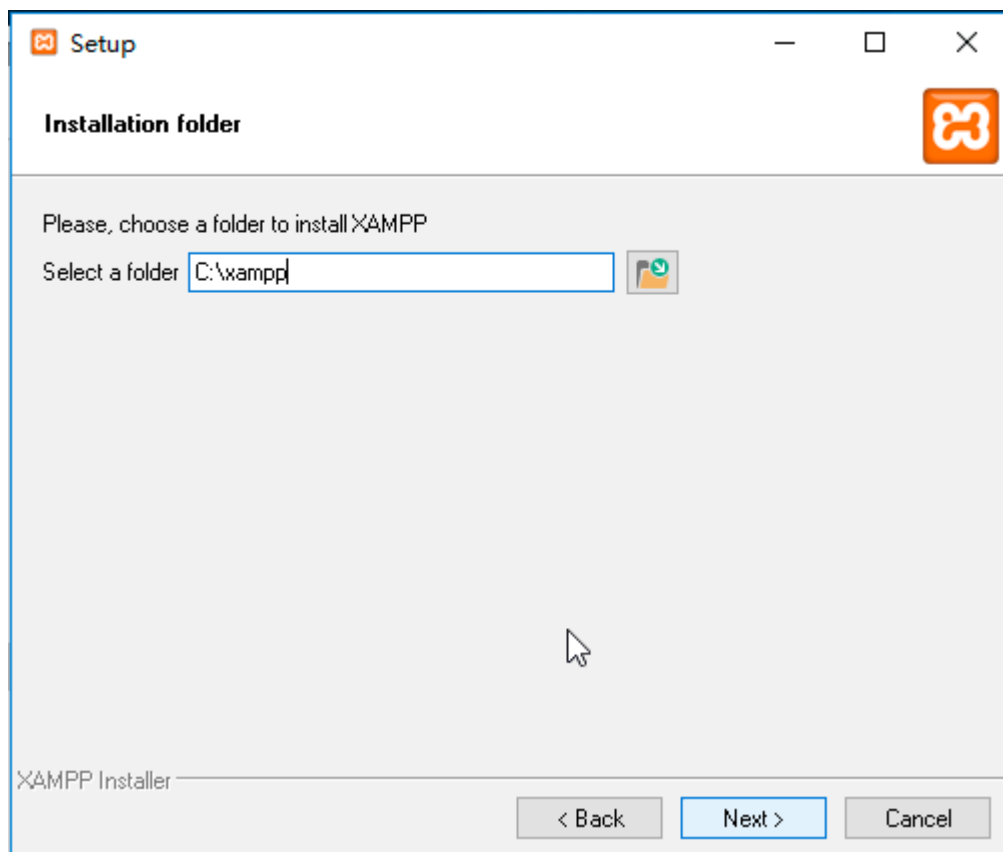 Setup
Installation folder
Please, choose a folder to install XAMPP
Select a folder C:\xampp
XAMPP Installer
< Back Next > Cancel